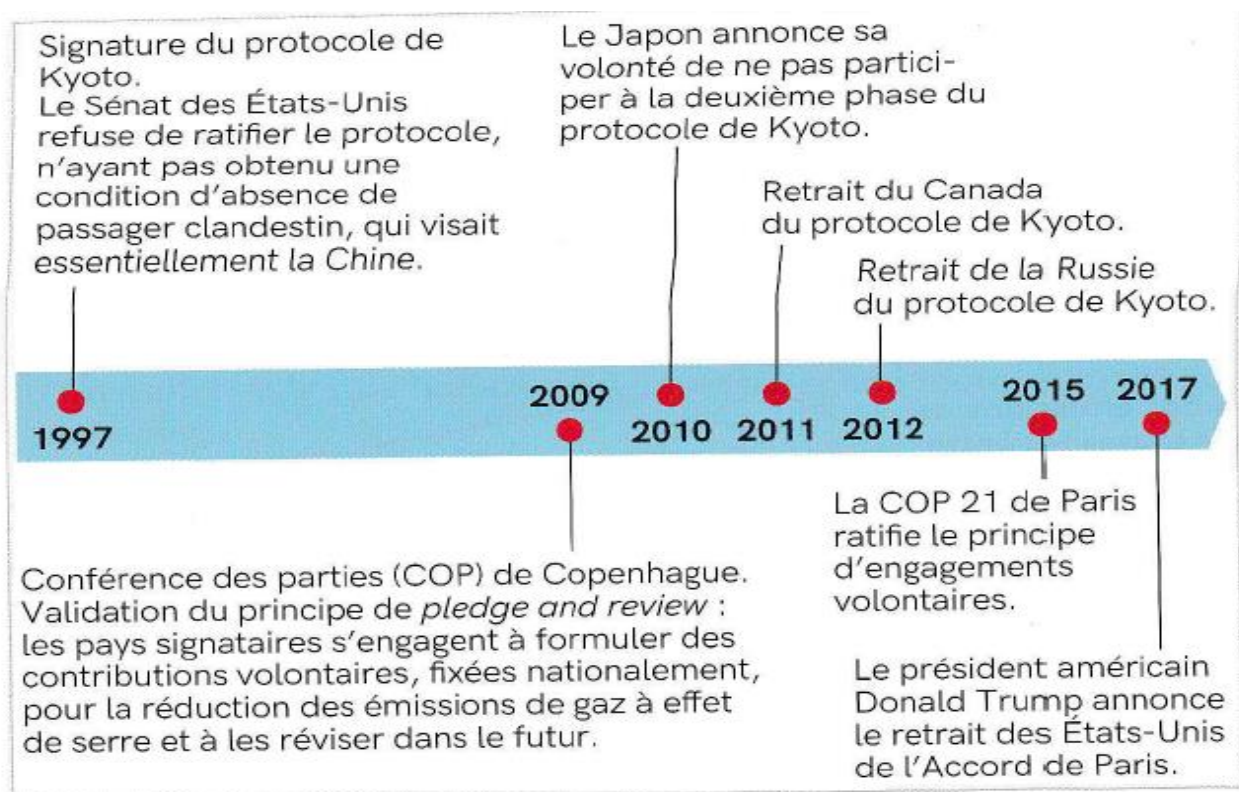 Signature du protocole de
Kyoto.
Le Sénat des États-Unis
refuse de ratifier le protocole,
n'ayant pas obtenu une
condition d'absence de
passager clandestin, qui visait
essentiellement la Chine.
Le Japon annonce sa
volonté de ne pas partici-
per à la deuxième phase du
protocole de Kyoto.
Retrait du Canada
du protocole de Kyoto.
Retrait de la Russie
du protocole de Kyoto.
1997
2009
2010
2011
2012
2015
2017
Conférence des parties (COP) de Copenhague.
Validation du principe de pledge and review :
les pays signataires s'engagent à formuler des
contributions volontaires, fixées nationalement,
pour la réduction des émissions de gaz à effet
de serre et à les réviser dans le futur.
La COP 21 de Paris
ratifie le principe
d'engagements
volontaires.
Le président américain
Donald Trump annonce
le retrait des États-Unis
de l'Accord de Paris.